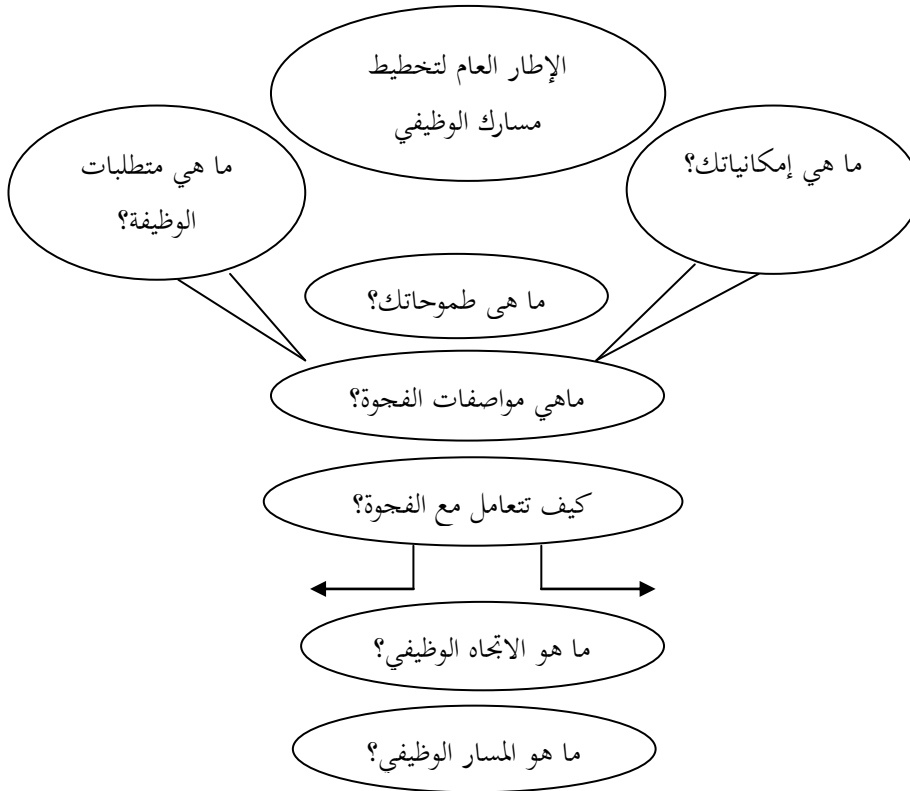 الإطار العام لتخطيط
مسارك الوظيفي
ما هي إمكانياتك؟
ما هي متطلبات
الوظيفة؟
ما هى طموحاتك؟
ماهي مواصفات الفجوة؟
كيف تتعامل مع الفجوة؟
ما هو الاتجاه الوظيفي؟
ما هو المسار الوظيفي؟